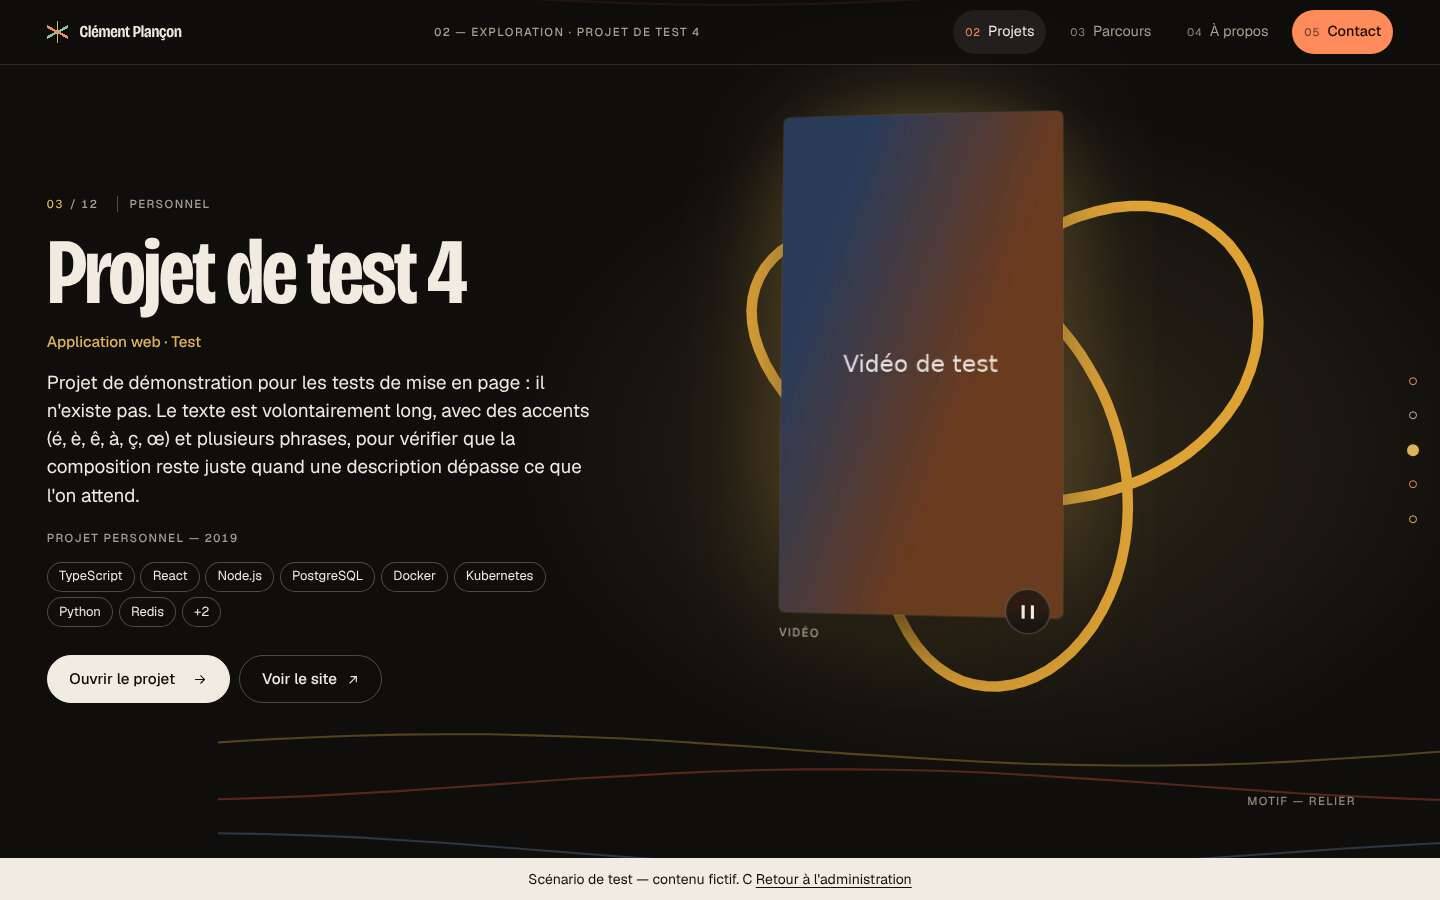 Clément Plançon
02 — EXPLORATION · PROJET DE TEST 4
02 Projets
03 Parcours
04 À propos
05 Contact
03 / 12 PERSONNEL
Projet de test 4
Application web · Test
Projet de démonstration pour les tests de mise en page : il
n'existe pas. Le texte est volontairement long, avec des accents
(é, è, ê, à, ç, œ) et plusieurs phrases, pour vérifier que la
composition reste juste quand une description dépasse ce que
l'on attend.
PROJET PERSONNEL — 2019
TypeScript React Node.js PostgreSQL Docker Kubernetes
Python Redis +2
Ouvrir le projet → Voir le site ↗
Vidéo de test
VIDÉO
MOTIF — RELIER
Scénario de test — contenu fictif. C Retour à l'administration